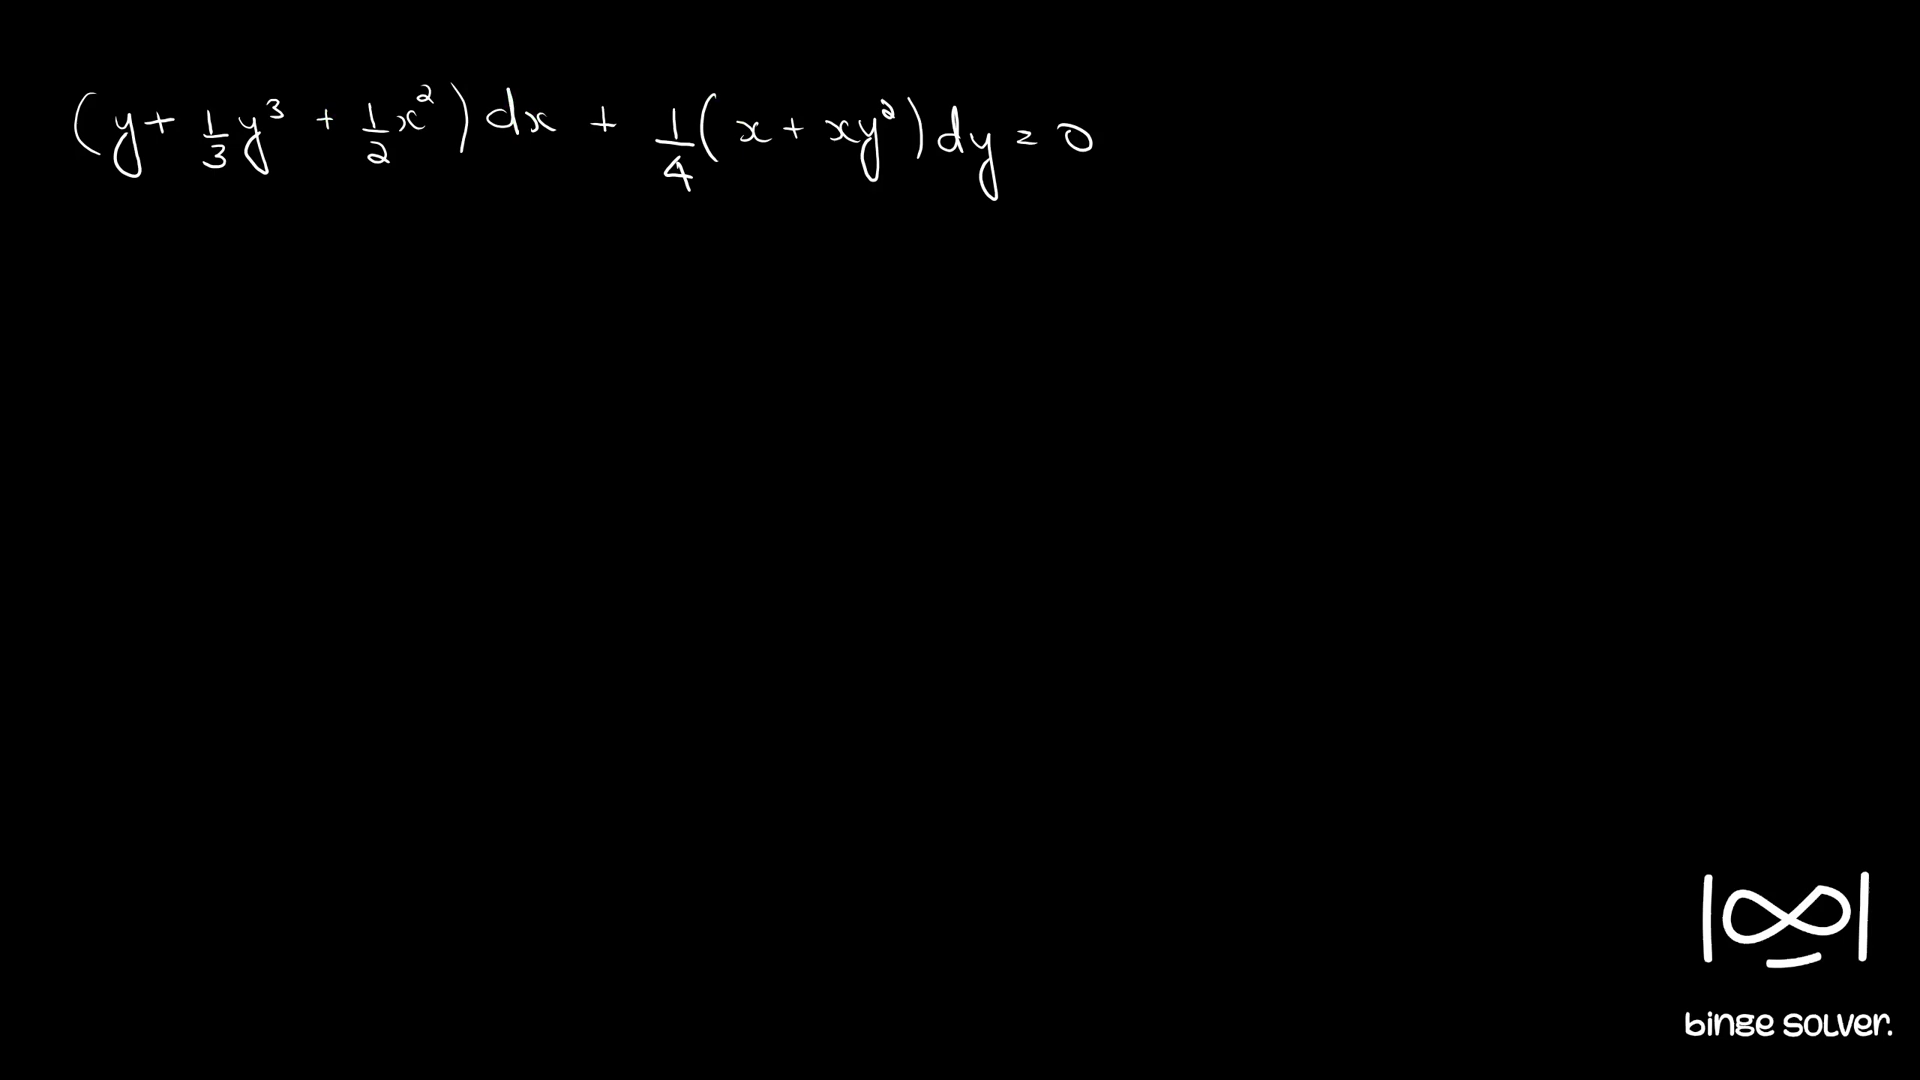 (y + 1/3 y³ + 1/2 x²) dx + 1/4 (x + xy²) dy = 0
binge solver.